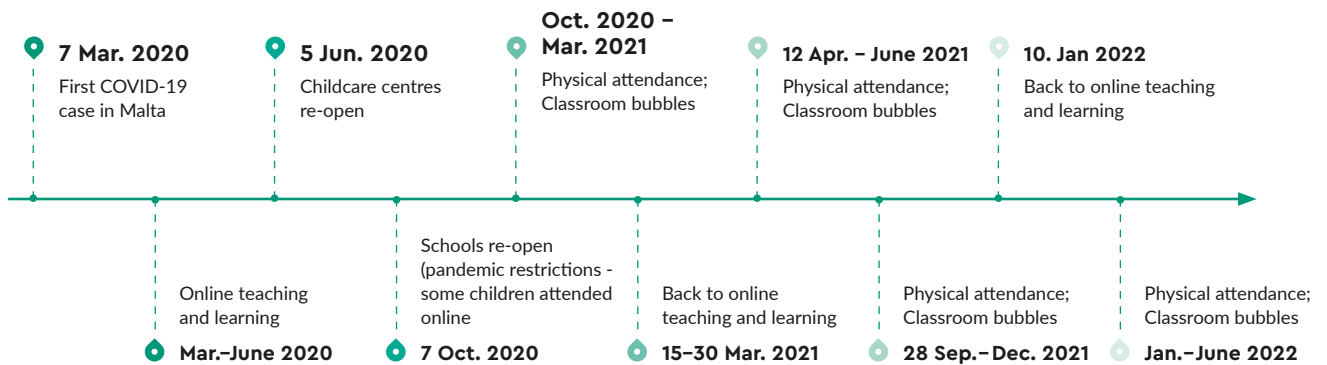 7 Mar. 2020
First COVID-19
case in Malta
5 Jun. 2020
Childcare centres
re-open
Oct. 2020 –
Mar. 2021
Physical attendance;
Classroom bubbles
12 Apr. – June 2021
Physical attendance;
Classroom bubbles
10. Jan 2022
Back to online teaching
and learning
Online teaching
and learning
Mar.–June 2020
Schools re-open
(pandemic restrictions -
some children attended
online
7 Oct. 2020
Back to online
teaching and learning
15–30 Mar. 2021
Physical attendance;
Classroom bubbles
28 Sep.–Dec. 2021
Physical attendance;
Classroom bubbles
Jan.–June 2022